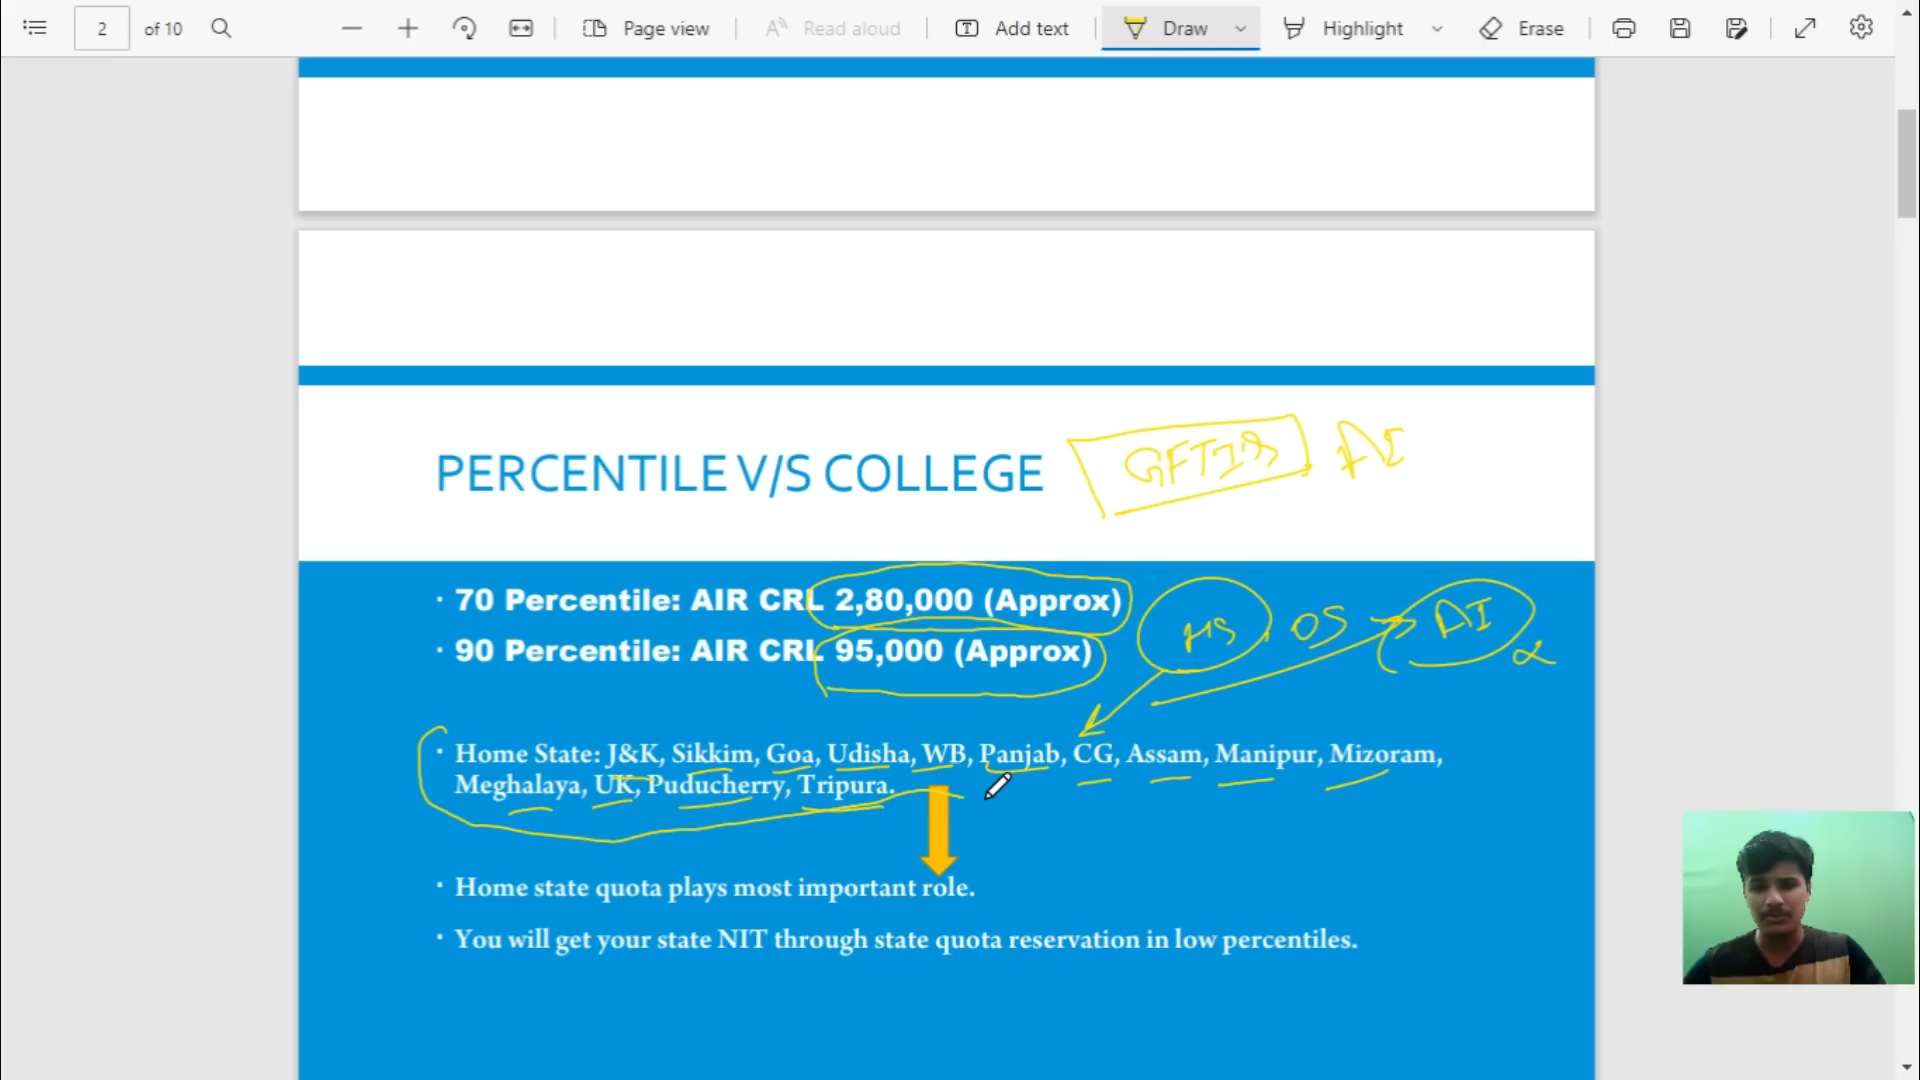 2 of 10 Page view Read aloud Add text Draw Highlight Erase
PERCENTILE V/S COLLEGE
GFTIs AI
· 70 Percentile: AIR CRL 2,80,000 (Approx)
HS, OS AI
· 90 Percentile: AIR CRL 95,000 (Approx)
· Home State: J&K, Sikkim, Goa, Udisha, WB, Panjab, CG, Assam, Manipur, Mizoram,
Meghalaya, UK, Puducherry, Tripura.
· Home state quota plays most important role.
· You will get your state NIT through state quota reservation in low percentiles.